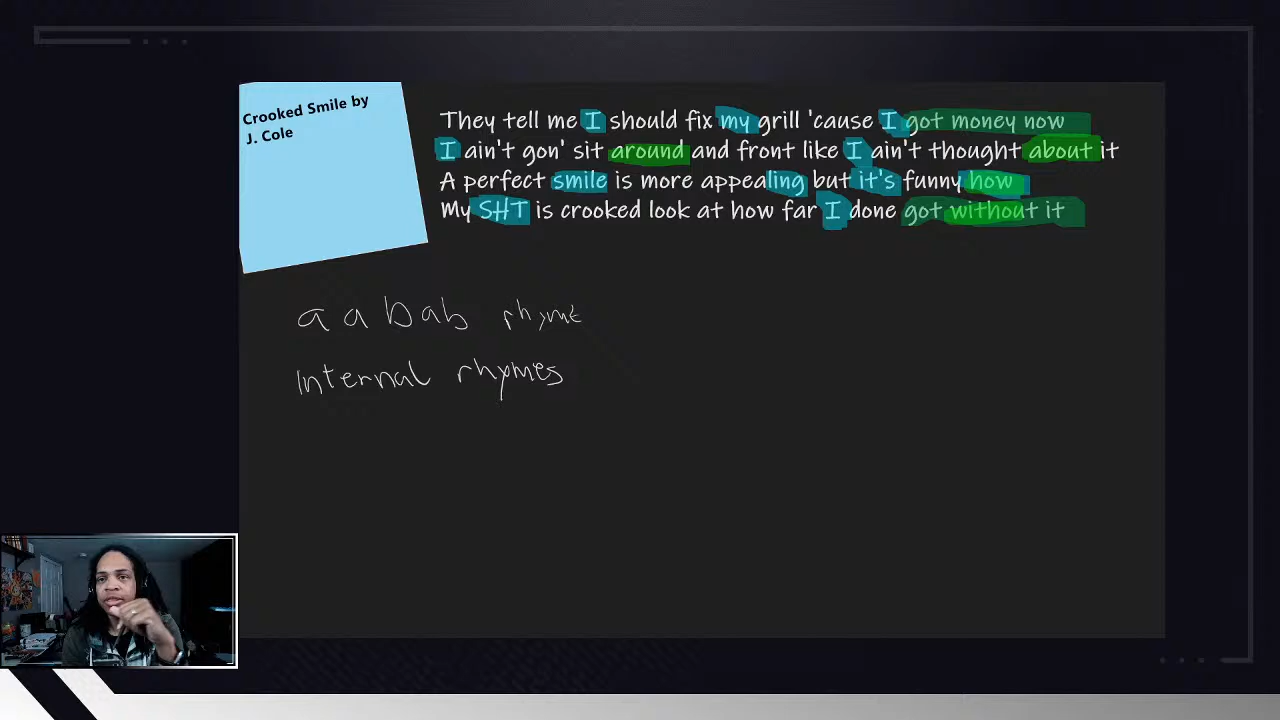 Crooked Smile by
J. Cole
They tell me I should fix my grill 'cause I got money now
I ain't gon' sit around and front like I ain't thought about it
A perfect smile is more appealing but it's funny how
My SHT is crooked look at how far I done got without it
a a b a b rhyme
Internal rhymes